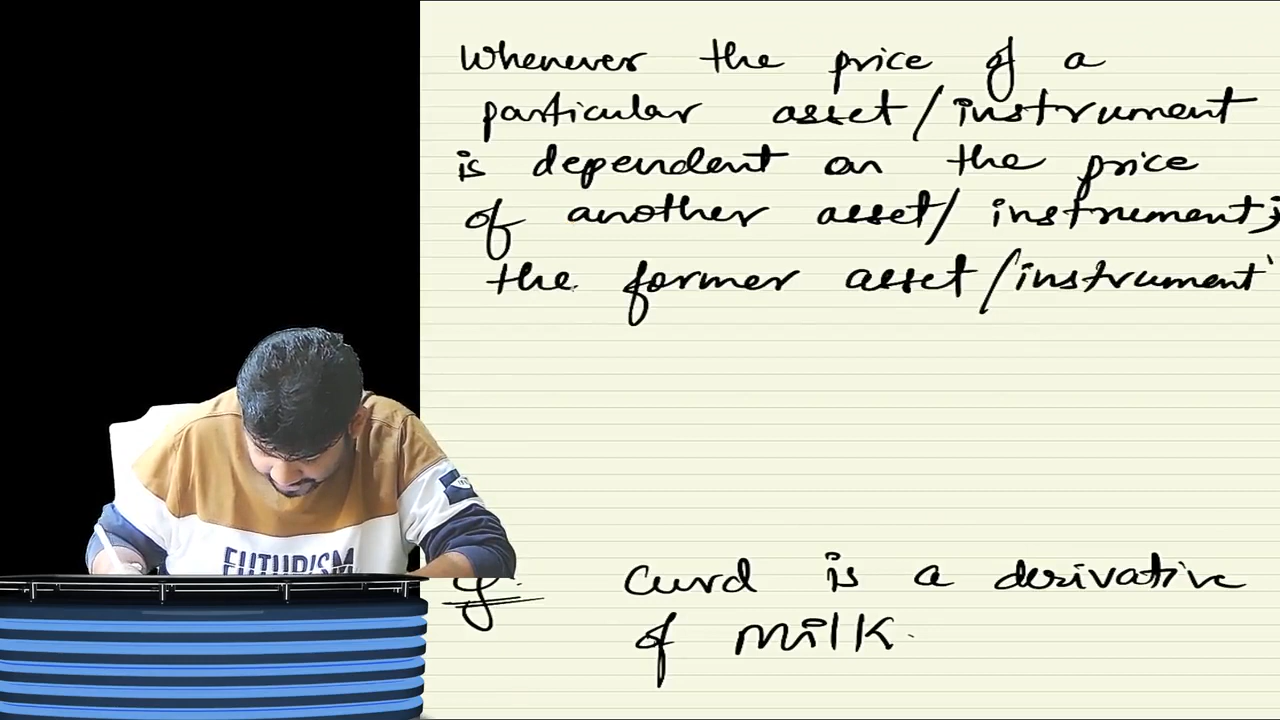 Whenever the price of a
particular asset/instrument
is dependent on the price
of another asset/ instrument;
the former asset/instrument
FUTURISM
Curd is a derivative
of milk.